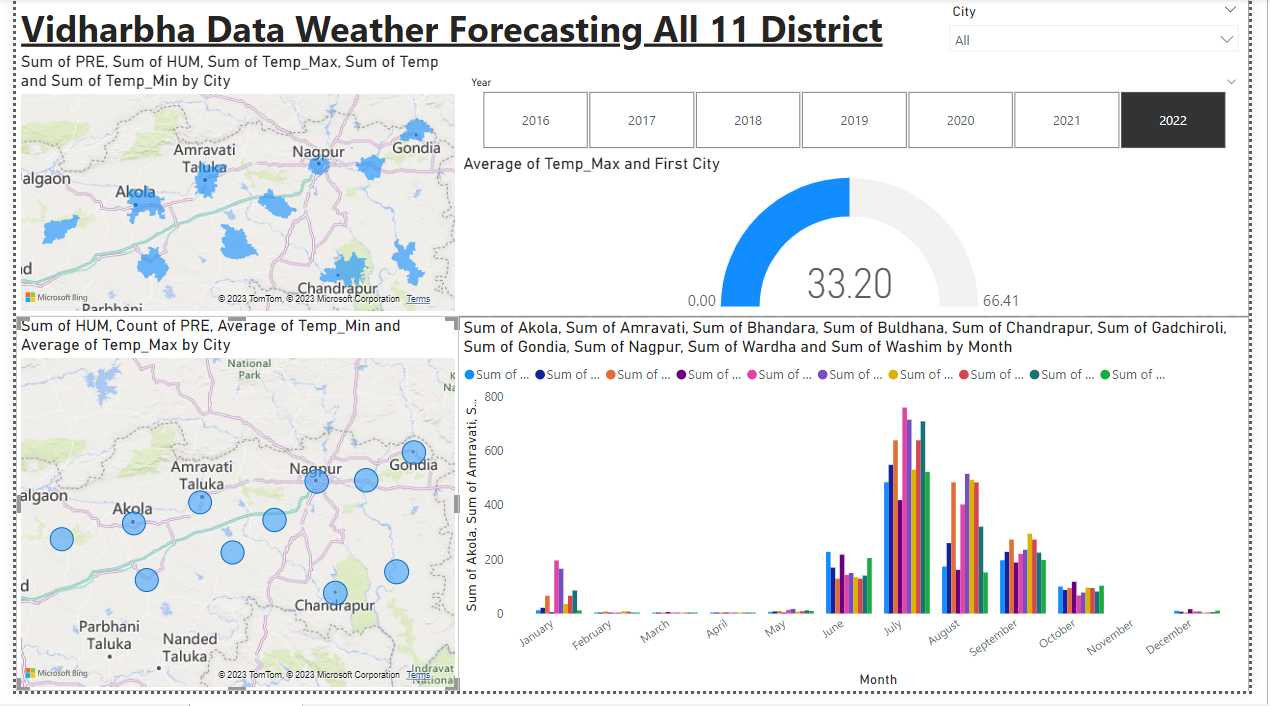 Vidharbha Data Weather Forecasting All 11 District
City
All
Sum of PRE, Sum of HUM, Sum of Temp_Max, Sum of Temp
and Sum of Temp_Min by City
Year
2016 2017 2018 2019 2020 2021 2022
Amravati
Taluka
Nagpur
Gondia
algaon
Akola
d
Chandrapur
Parbhani
Microsoft Bing
© 2023 TomTom, © 2023 Microsoft Corporation Terms
Average of Temp_Max and First City
33.20
0.00
66.41
Sum of HUM, Count of PRE, Average of Temp_Min and
Average of Temp_Max by City
National
Park
K
Na
Amravati
Taluka
Nagpur
Gondia
algaon
Akola
d
Chandrapur
Parbhani
Taluka
Nanded
Taluka
Indravat
Nationa
Microsoft Bing
© 2023 TomTom, © 2023 Microsoft Corporation Terms
Sum of Akola, Sum of Amravati, Sum of Bhandara, Sum of Buldhana, Sum of Chandrapur, Sum of Gadchiroli,
Sum of Gondia, Sum of Nagpur, Sum of Wardha and Sum of Washim by Month
Sum of ... Sum of ... Sum of ... Sum of ... Sum of ... Sum of ... Sum of ... Sum of ... Sum of ... Sum of ...
Sum of Akola, Sum of Amravati, S...
800
600
400
200
0
January February March April May June July August September October November December
Month